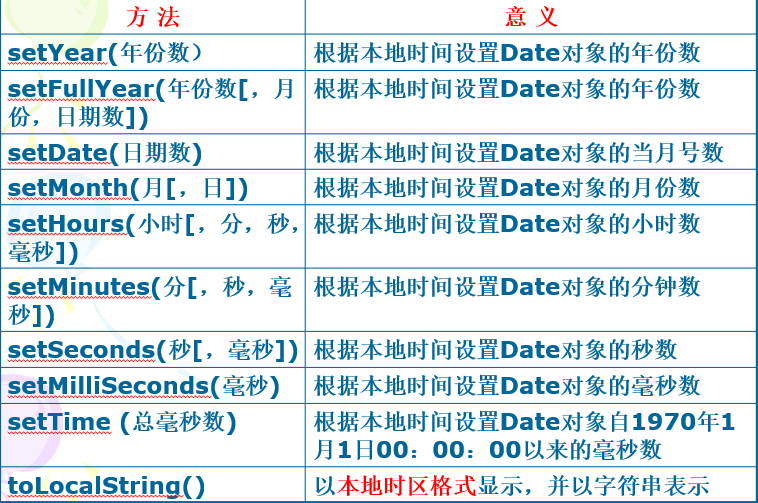 方 法 意 义
setYear(年份数） 根据本地时间设置Date对象的年份数
setFullYear(年份数[，月 根据本地时间设置Date对象的年份数
份，日期数])
setDate(日期数) 根据本地时间设置Date对象的当月号数
setMonth(月[，日]) 根据本地时间设置Date对象的月份数
setHours(小时[，分，秒， 根据本地时间设置Date对象的小时数
毫秒])
setMinutes(分[，秒，毫 根据本地时间设置Date对象的分钟数
秒])
setSeconds(秒[，毫秒]) 根据本地时间设置Date对象的秒数
setMilliSeconds(毫秒) 根据本地时间设置Date对象的毫秒数
setTime (总毫秒数) 根据本地时间设置Date对象自1970年1
月1日00：00：00以来的毫秒数
toLocalString() 以本地时区格式显示，并以字符串表示